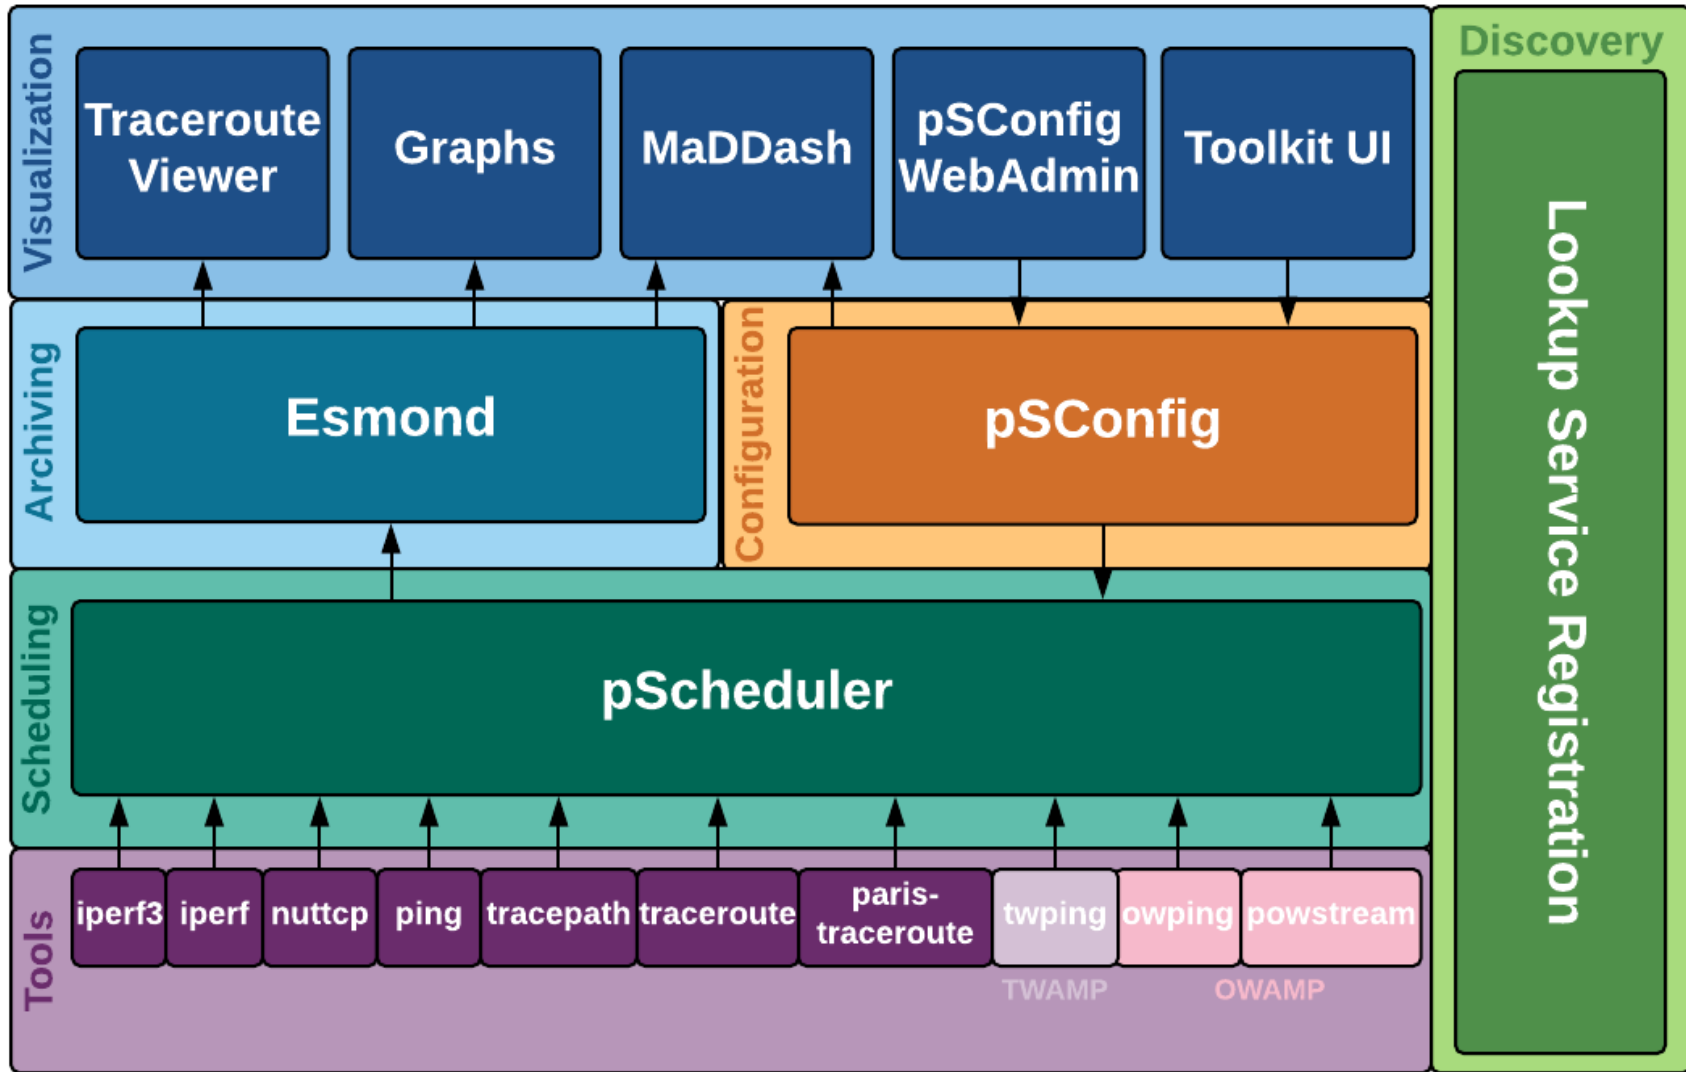 Visualization
Traceroute
Viewer
Graphs
MaDDash
pSConfig
WebAdmin
Toolkit UI
Discovery
Lookup Service Registration
Archiving
Esmond
Configuration
pSConfig
Scheduling
pScheduler
Tools
iperf3
iperf
nuttcp
ping
tracepath
traceroute
paris-
traceroute
twping
owping
powstream
TWAMP
OWAMP